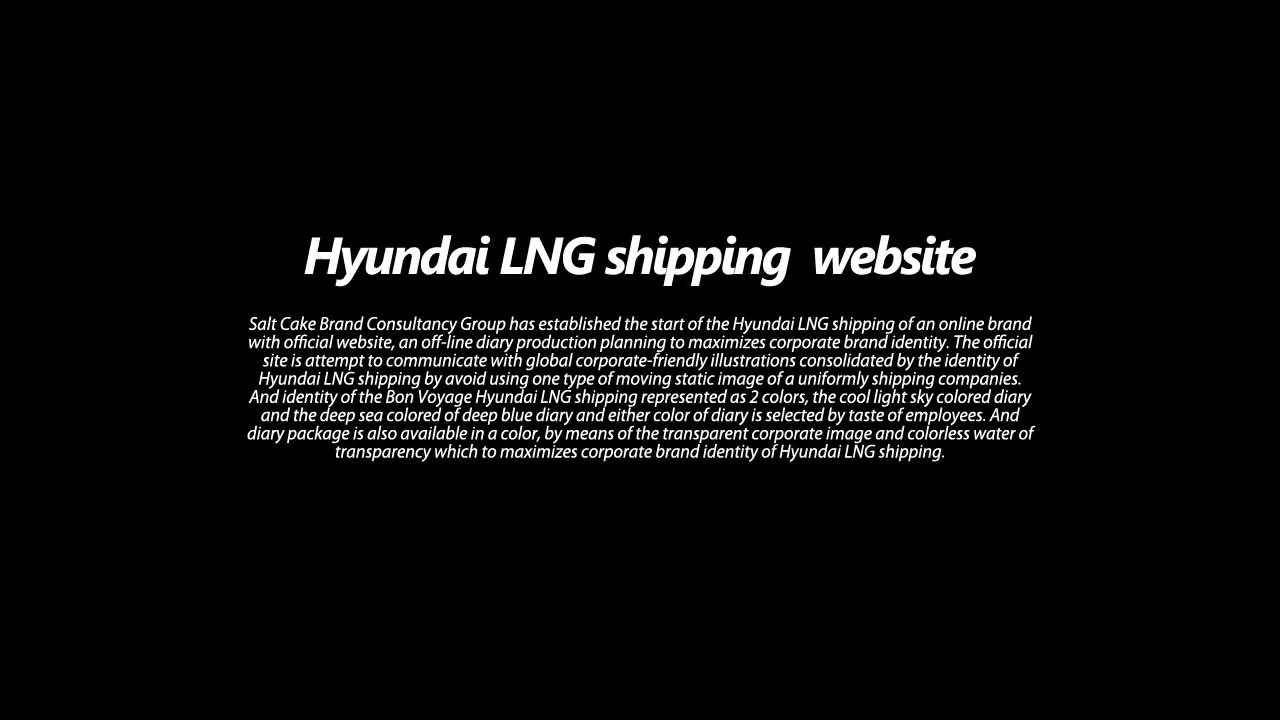 Hyundai LNG shipping website
Salt Cake Brand Consultancy Group has established the start of the Hyundai LNG shipping of an online brand
with official website, an off-line diary production planning to maximizes corporate brand identity. The official
site is attempt to communicate with global corporate-friendly illustrations consolidated by the identity of
Hyundai LNG shipping by avoid using one type of moving static image of a uniformly shipping companies.
And identity of the Bon Voyage Hyundai LNG shipping represented as 2 colors, the cool light sky colored diary
and the deep sea colored of deep blue diary and either color of diary is selected by taste of employees. And
diary package is also available in a color, by means of the transparent corporate image and colorless water of
transparency which to maximizes corporate brand identity of Hyundai LNG shipping.